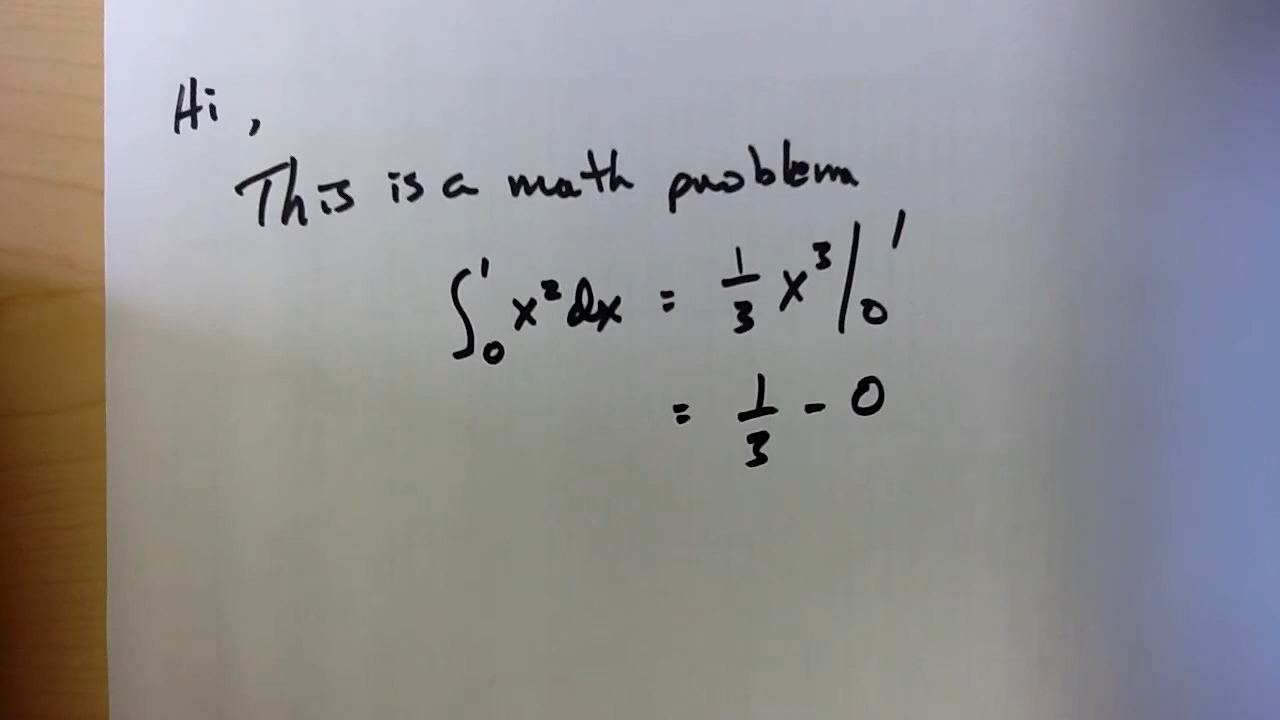 Hi,
This is a math problem
∫₀¹ x² dx = 1/3 x³ |₀¹
= 1/3 - 0